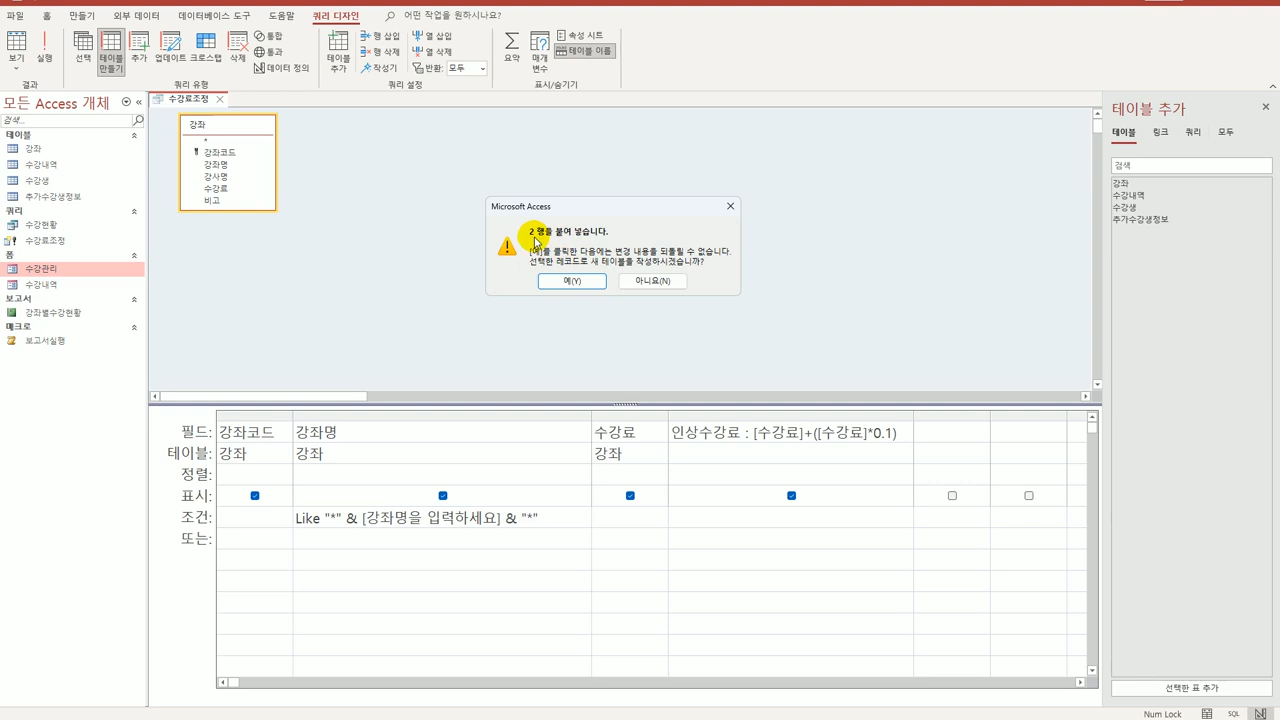 파일 홈 만들기 외부 데이터 데이터베이스 도구 도움말 쿼리 디자인 어떤 작업을 원하시나요?
보기 실행 선택 테이블 만들기 추가 업데이트 크로스탭 삭제 통합 통과 데이터 정의 테이블 추가 행 삽입 행 삭제 작성기 열 삽입 열 삭제 반환: 모두 요약 매개 변수 속성 시트 테이블 이름
결과 쿼리 유형 쿼리 설정 표시/숨기기
모든 Access 개체
검색...
테이블
강좌
수강내역
수강생
추가수강생정보
쿼리
수강현황
수강료조정
폼
수강관리
수강내역
보고서
강좌별수강현황
매크로
보고서실행
수강료조정
강좌
*
강좌코드
강좌명
강사명
수강료
비고
Microsoft Access
2 행를 붙여 넣습니다.
[예]를 클릭한 다음에는 변경 내용을 되돌릴 수 없습니다.
선택한 레코드로 새 테이블을 작성하시겠습니까?
예(Y) 아니요(N)
필드: 강좌코드 강좌명 수강료 인상수강료 : [수강료]+([수강료]*0.1)
테이블: 강좌 강좌 강좌
정렬:
표시:
조건: Like "*" & [강좌명을 입력하세요] & "*"
또는:
테이블 추가
테이블 링크 쿼리 모두
검색
강좌
수강내역
수강생
추가수강생정보
선택한 표 추가
Num Lock SQL